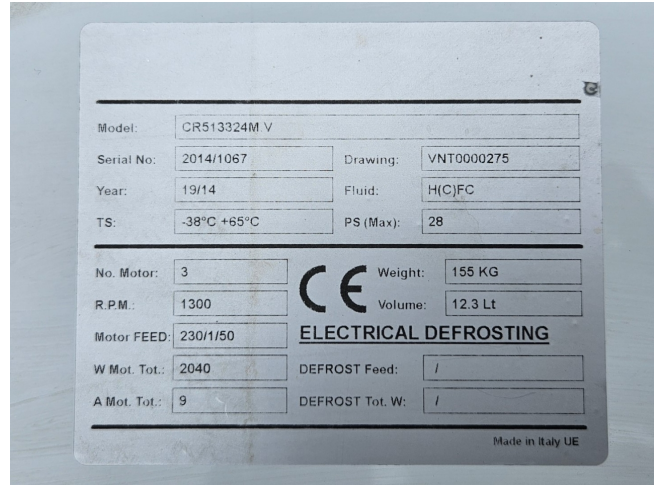 Model: CR513324M.V
Serial No: 2014/1067 Drawing: VNT0000275
Year: 19/14 Fluid: H(C)FC
TS: -38°C +65°C PS (Max): 28
No. Motor: 3 CE Weight: 155 KG
R.P.M.: 1300 Volume: 12.3 Lt
Motor FEED: 230/1/50 ELECTRICAL DEFROSTING
W Mot. Tot.: 2040 DEFROST Feed: /
A Mot. Tot.: 9 DEFROST Tot. W: /
Made in Italy UE